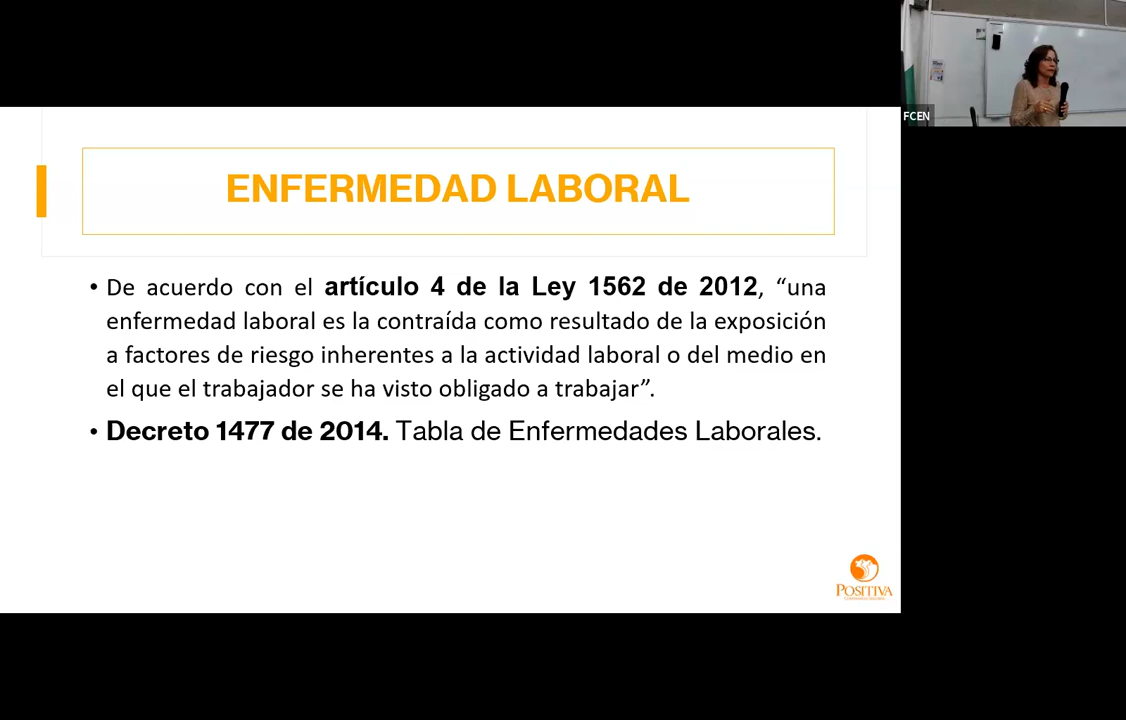 FCEN
ENFERMEDAD LABORAL
• De acuerdo con el artículo 4 de la Ley 1562 de 2012, “una
enfermedad laboral es la contraída como resultado de la exposición
a factores de riesgo inherentes a la actividad laboral o del medio en
el que el trabajador se ha visto obligado a trabajar”.
• Decreto 1477 de 2014. Tabla de Enfermedades Laborales.
POSITIVA